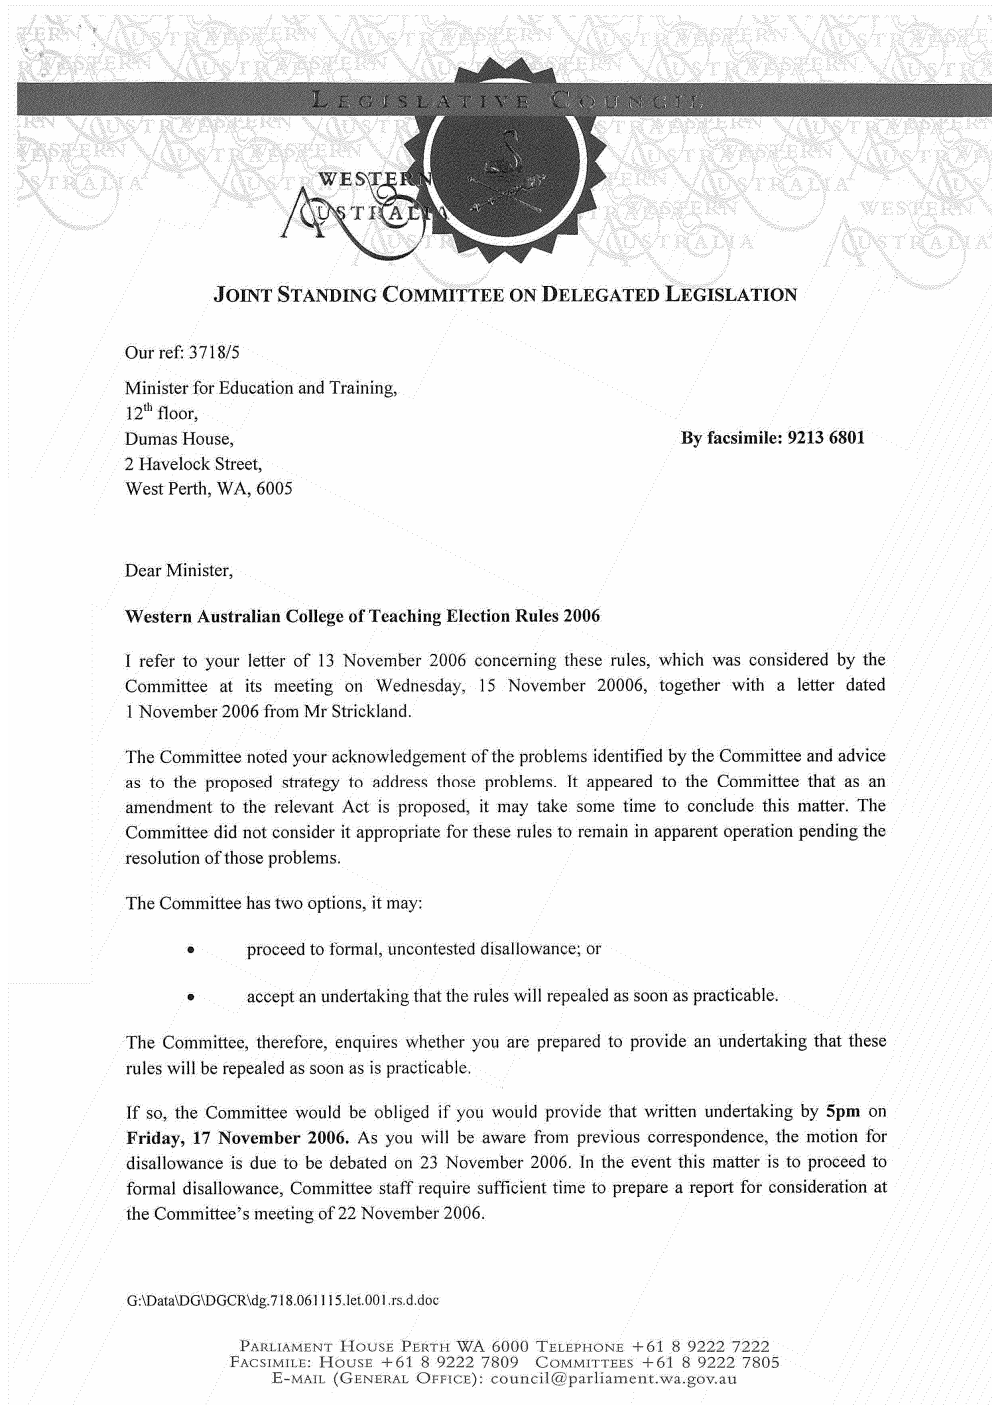 LEGISLATIVE COUNCIL
WESTERN
AUSTRALIA
JOINT STANDING COMMITTEE ON DELEGATED LEGISLATION
Our ref: 3718/5
Minister for Education and Training,
12th floor,
Dumas House,
By facsimile: 9213 6801
2 Havelock Street,
West Perth, WA, 6005
Dear Minister,
Western Australian College of Teaching Election Rules 2006
I refer to your letter of 13 November 2006 concerning these rules, which was considered by the
Committee at its meeting on Wednesday, 15 November 20006, together with a letter dated
1 November 2006 from Mr Strickland.
The Committee noted your acknowledgement of the problems identified by the Committee and advice
as to the proposed strategy to address those problems. It appeared to the Committee that as an
amendment to the relevant Act is proposed, it may take some time to conclude this matter. The
Committee did not consider it appropriate for these rules to remain in apparent operation pending the
resolution of those problems.
The Committee has two options, it may:
• proceed to formal, uncontested disallowance; or
• accept an undertaking that the rules will repealed as soon as practicable.
The Committee, therefore, enquires whether you are prepared to provide an undertaking that these
rules will be repealed as soon as is practicable.
If so, the Committee would be obliged if you would provide that written undertaking by 5pm on
Friday, 17 November 2006. As you will be aware from previous correspondence, the motion for
disallowance is due to be debated on 23 November 2006. In the event this matter is to proceed to
formal disallowance, Committee staff require sufficient time to prepare a report for consideration at
the Committee's meeting of 22 November 2006.
G:\Data\DG\DGCR\dg.718.061115.let.001.rs.d.doc
PARLIAMENT HOUSE PERTH WA 6000 TELEPHONE +61 8 9222 7222
FACSIMILE: HOUSE +61 8 9222 7809 COMMITTEES +61 8 9222 7805
E-MAIL (GENERAL OFFICE): council@parliament.wa.gov.au